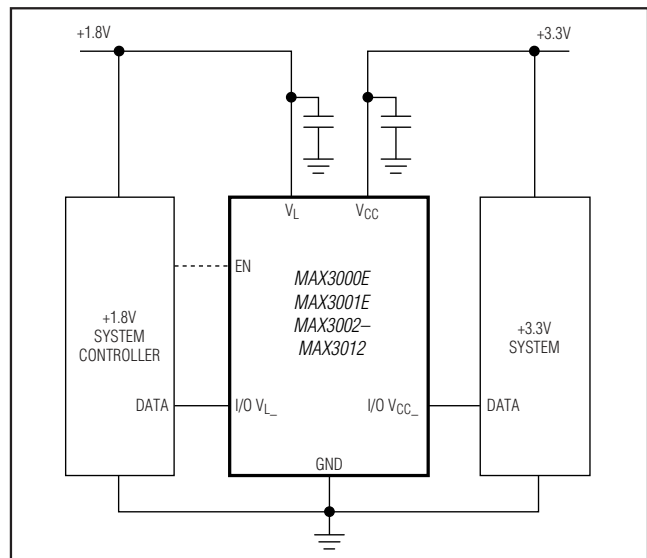 +1.8V
+3.3V
VL
VCC
EN
MAX3000E
MAX3001E
MAX3002–
MAX3012
+1.8V
SYSTEM
CONTROLLER
+3.3V
SYSTEM
DATA
I/O VL_
I/O VCC_
DATA
GND